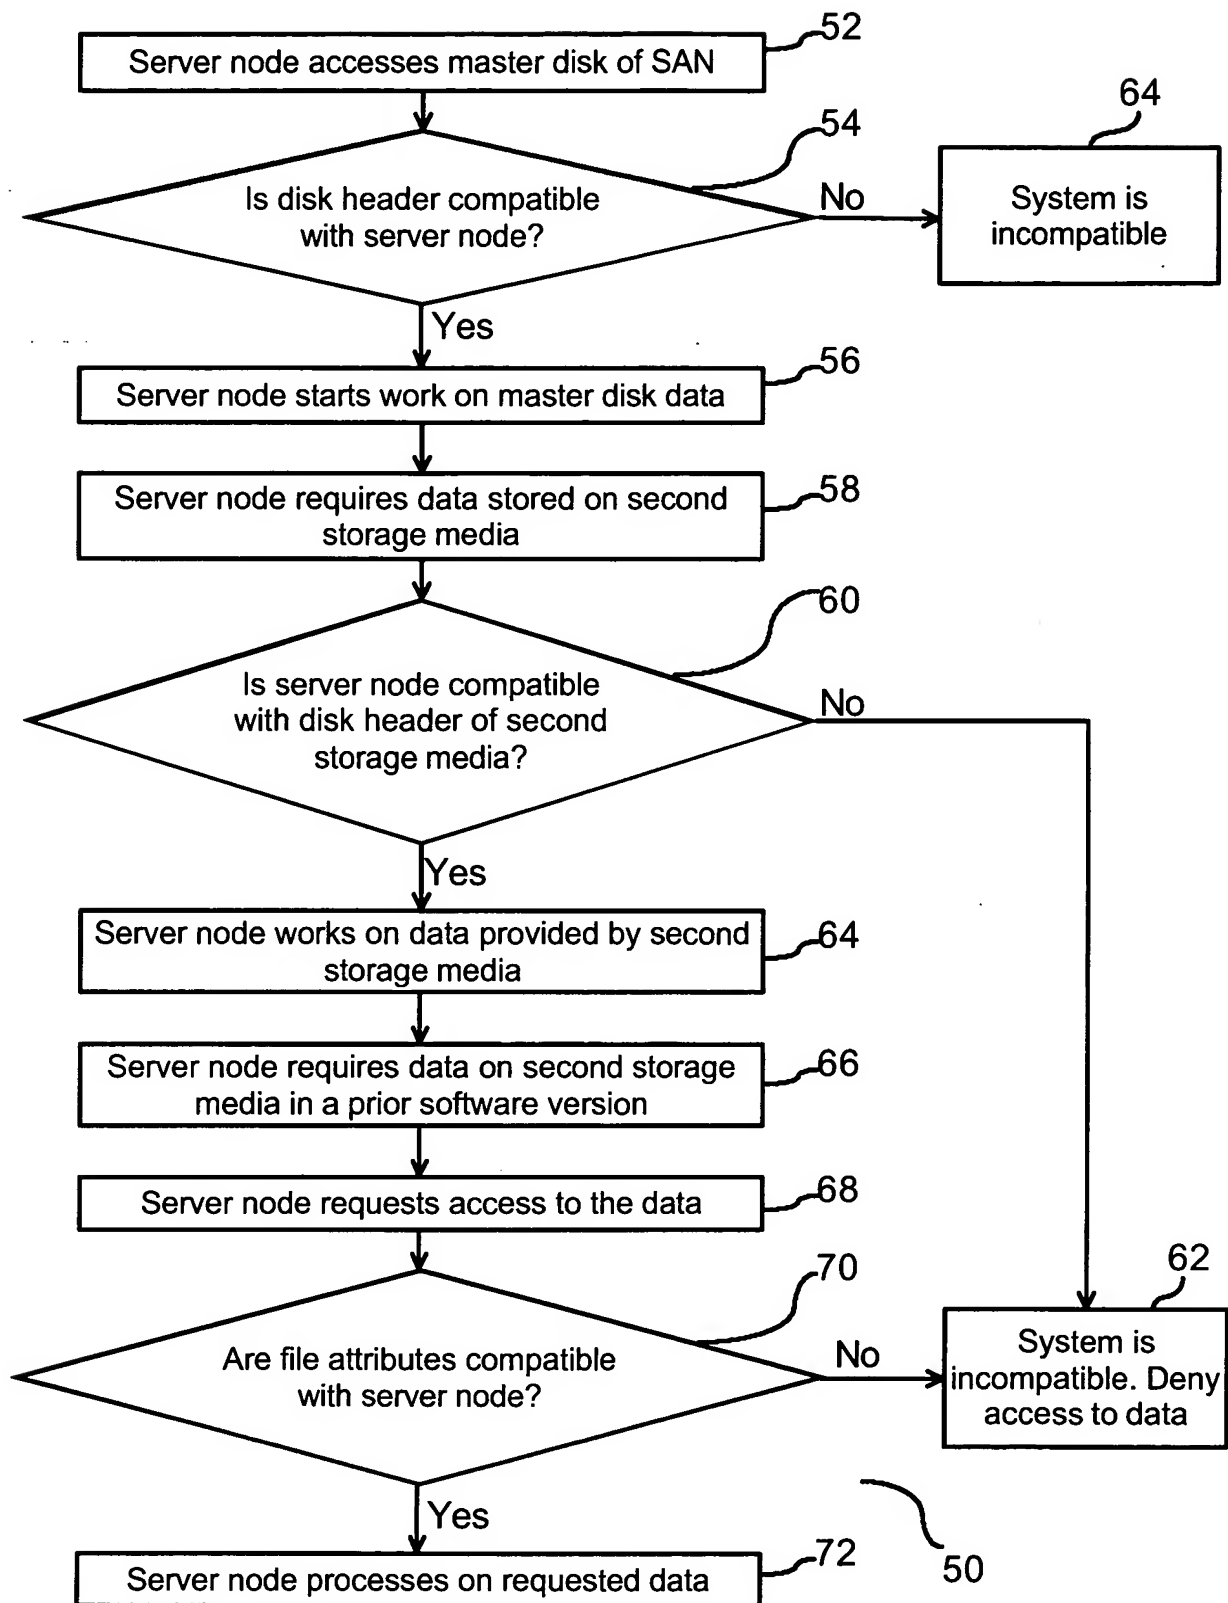 52
Server node accesses master disk of SAN
54
64
Is disk header compatible
with server node?
No
System is
incompatible
Yes
56
Server node starts work on master disk data
58
Server node requires data stored on second
storage media
60
Is server node compatible
with disk header of second
storage media?
No
Yes
Server node works on data provided by second
storage media
64
Server node requires data on second storage
media in a prior software version
66
Server node requests access to the data
68
70
62
Are file attributes compatible
with server node?
No
System is
incompatible. Deny
access to data
Yes
50
72
Server node processes on requested data